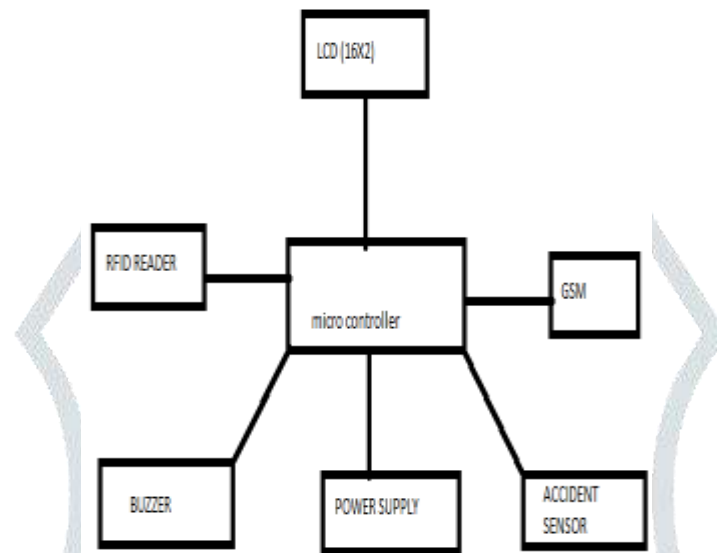 LCD (16X2)
RFID READER
GSM
micro controller
BUZZER
POWER SUPPLY
ACCIDENT
SENSOR